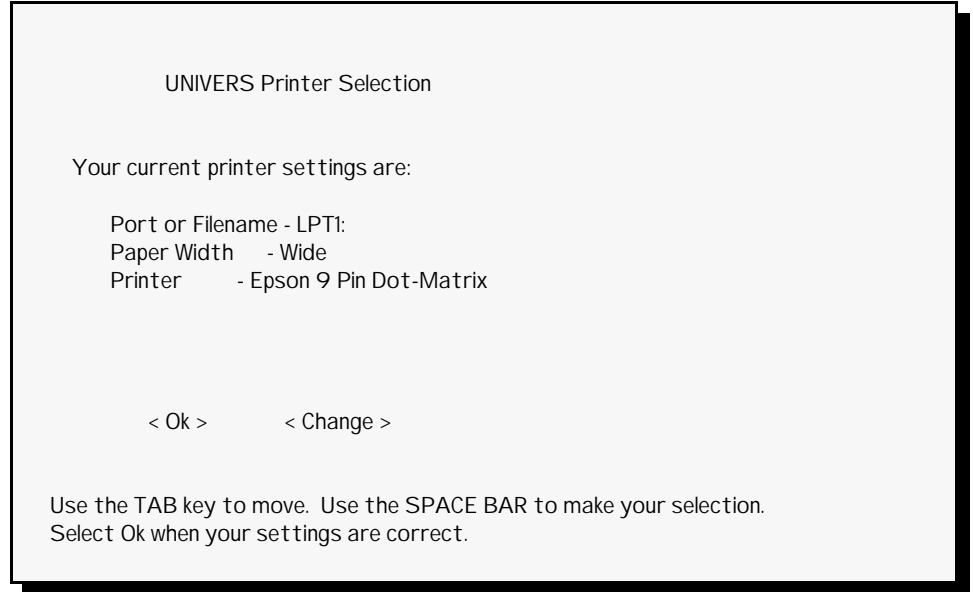 UNIVERS Printer Selection
Your current printer settings are:
Port or Filename - LPT1:
Paper Width - Wide
Printer - Epson 9 Pin Dot-Matrix
< Ok > < Change >
Use the TAB key to move. Use the SPACE BAR to make your selection.
Select Ok when your settings are correct.